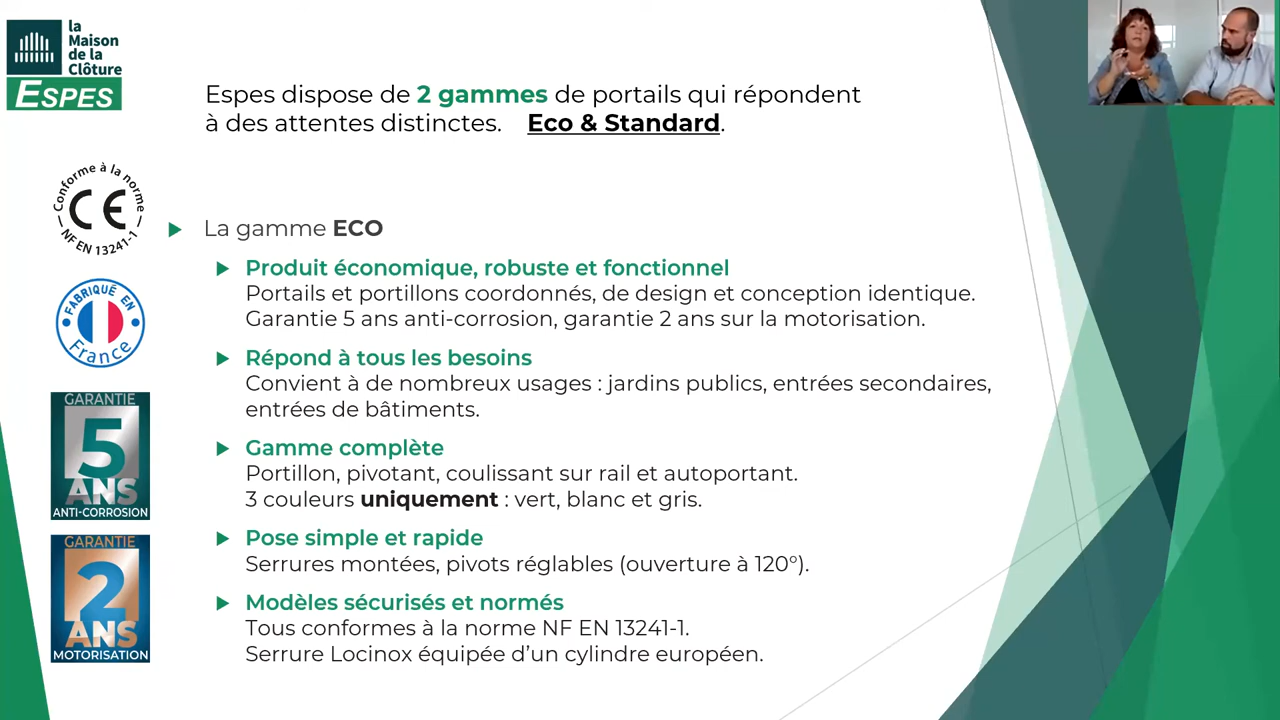 la
Maison
de la
Clôture
ESPES
Espes dispose de 2 gammes de portails qui répondent
à des attentes distinctes. Eco & Standard.
Conforme à la norme
CE
NF EN 13241-1
La gamme ECO
Produit économique, robuste et fonctionnel
Portails et portillons coordonnés, de design et conception identique.
Garantie 5 ans anti-corrosion, garantie 2 ans sur la motorisation.
FABRIQUÉ EN
France
Répond à tous les besoins
Convient à de nombreux usages : jardins publics, entrées secondaires,
entrées de bâtiments.
GARANTIE
5
ANS
ANTI-CORROSION
Gamme complète
Portillon, pivotant, coulissant sur rail et autoportant.
3 couleurs uniquement : vert, blanc et gris.
Pose simple et rapide
Serrures montées, pivots réglables (ouverture à 120°).
GARANTIE
2
ANS
MOTORISATION
Modèles sécurisés et normés
Tous conformes à la norme NF EN 13241-1.
Serrure Locinox équipée d’un cylindre européen.